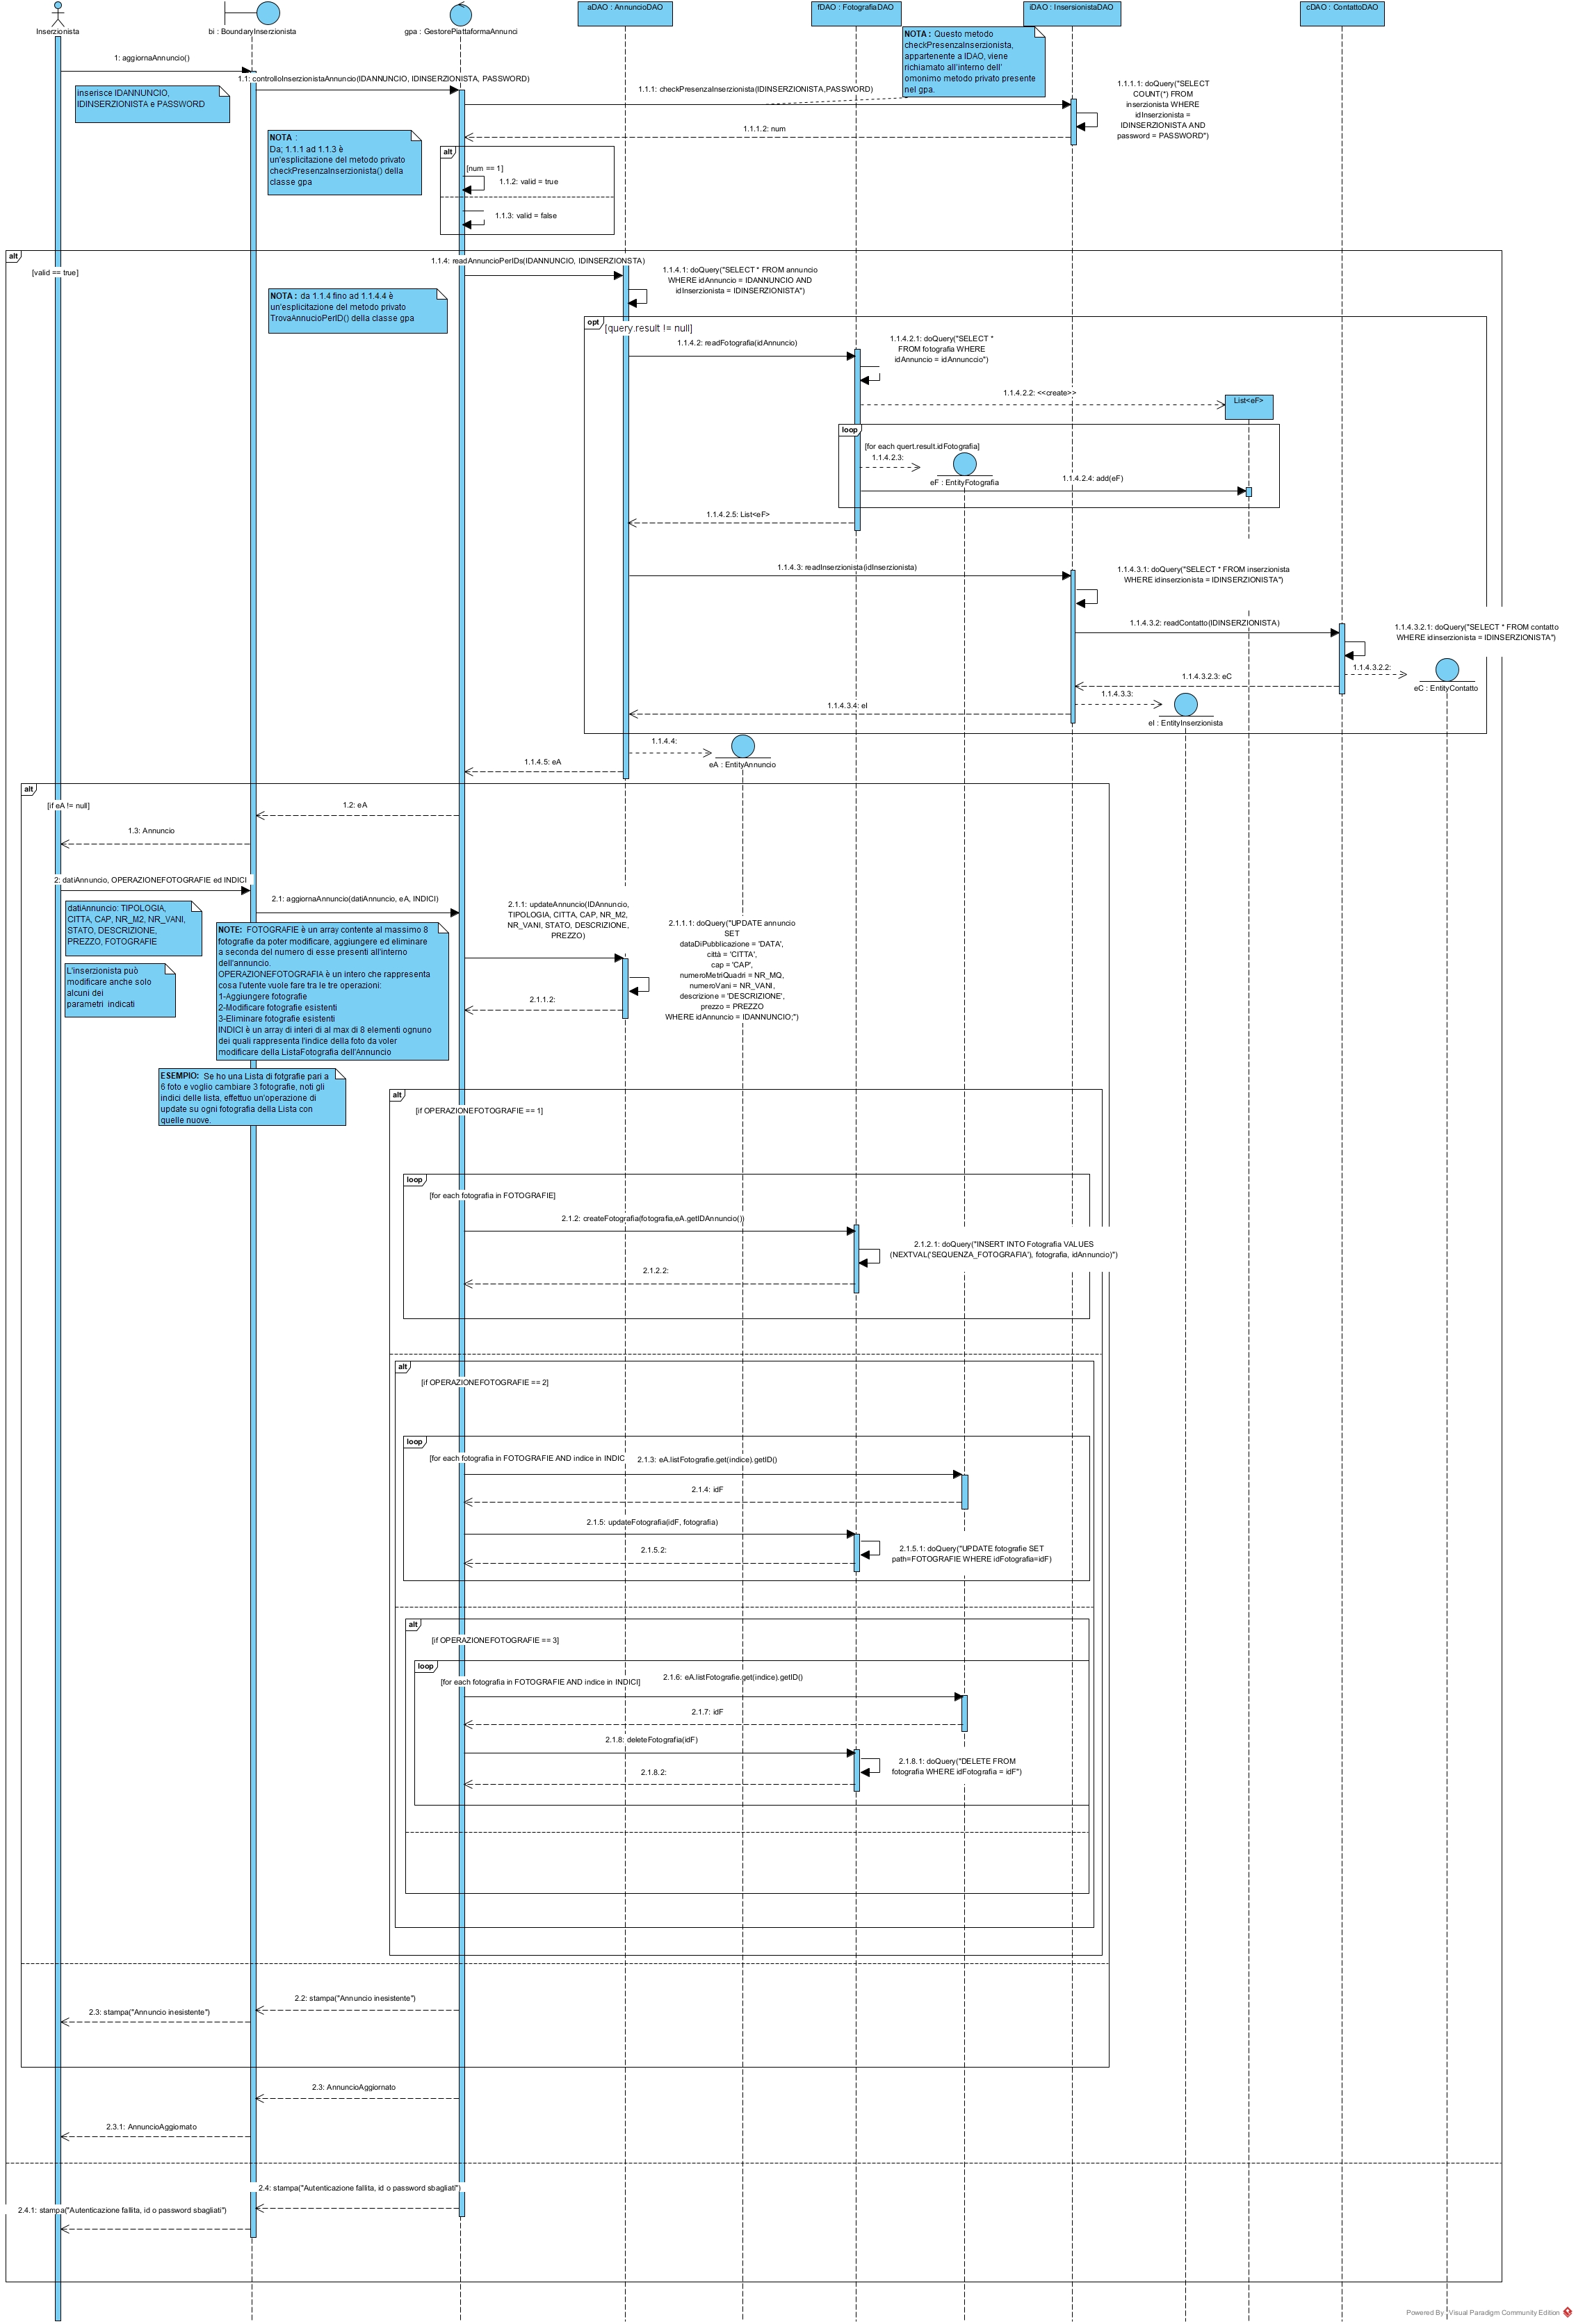 Inserzionista
bi : BoundaryInserzionista
gpa : GestorePiattaformaAnnunci
aDAO : AnnuncioDAO
fDAO : FotografiaDAO
iDAO : InsersionistaDAO
cDAO : ContattoDAO
NOTA : Questo metodo
checkPresenzaInserzionista,
appartenente a IDAO, viene
richiamato all'interno dell'
omonimo metodo privato presente
nel gpa.
1: aggiornaAnnuncio()
inserisce IDANNUNCIO,
IDINSERZIONISTA e PASSWORD
1.1: controlloInserzionistaAnnuncio(IDANNUNCIO, IDINSERZIONISTA, PASSWORD)
1.1.1: checkPresenzaInserzionista(IDINSERZIONISTA,PASSWORD)
1.1.1.1: doQuery("SELECT
COUNT(*) FROM
inserzionista WHERE
idInserzionista =
IDINSERZIONISTA AND
password = PASSWORD")
1.1.1.2: num
NOTA :
Da; 1.1.1 ad 1.1.3 è
un'esplicitazione del metodo privato
checkPresenzaInserzionista() della
classe gpa
alt
[num == 1]
1.1.2: valid = true
1.1.3: valid = false
alt
[valid == true]
1.1.4: readAnnuncioPerIDs(IDANNUNCIO, IDINSERZIONSTA)
1.1.4.1: doQuery("SELECT * FROM annuncio
WHERE idAnnuncio = IDANNUNCIO AND
idInserzionista = IDINSERZIONISTA")
NOTA : da 1.1.4 fino ad 1.1.4.4 è
un'esplicitazione del metodo privato
TrovaAnnucioPerID() della classe gpa
opt
[query.result != null]
1.1.4.2: readFotografia(idAnnuncio)
1.1.4.2.1: doQuery("SELECT *
FROM fotografia WHERE
idAnnuncio = idAnnunccio")
1.1.4.2.2: <<create>>
List<eF>
loop
[for each quert.result.idFotografia]
1.1.4.2.3:
eF : EntityFotografia
1.1.4.2.4: add(eF)
1.1.4.2.5: List<eF>
1.1.4.3: readInserzionista(idInserzionista)
1.1.4.3.1: doQuery("SELECT * FROM inserzionista
WHERE idinserzionista = IDINSERZIONISTA")
1.1.4.3.2: readContatto(IDINSERZIONISTA)
1.1.4.3.2.1: doQuery("SELECT * FROM contatto
WHERE idinserzionista = IDINSERZIONISTA")
1.1.4.3.2.2:
eC : EntityContatto
1.1.4.3.2.3: eC
1.1.4.3.3:
eI : EntityInserzionista
1.1.4.3.4: eI
1.1.4.4:
eA : EntityAnnuncio
1.1.4.5: eA
alt
[if eA != null]
1.2: eA
1.3: Annuncio
2: datiAnnuncio, OPERAZIONEFOTOGRAFIE ed INDICI
datiAnnuncio: TIPOLOGIA,
CITTA, CAP, NR_M2, NR_VANI,
STATO, DESCRIZIONE,
PREZZO, FOTOGRAFIE
L'inserzionista può
modificare anche solo
alcuni dei
parametri indicati
2.1: aggiornaAnnuncio(datiAnnuncio, eA, INDICI)
NOTE: FOTOGRAFIE è un array contente al massimo 8
fotografie da poter modificare, aggiungere ed eliminare
a seconda del numero di esse presenti all'interno
dell'annuncio.
OPERAZIONEFOTOGRAFIA è un intero che rappresenta
cosa l'utente vuole fare tra le tre operazioni:
1-Aggiungere fotografie
2-Modificare fotografie esistenti
3-Eliminare fotografie esistenti
INDICI è un array di interi di al max di 8 elementi ognuno
dei quali rappresenta l'indice della foto da voler
modificare della ListaFotografia dell'Annuncio
2.1.1: updateAnnuncio(IDAnnuncio,
TIPOLOGIA, CITTA, CAP, NR_M2,
NR_VANI, STATO, DESCRIZIONE,
PREZZO)
2.1.1.1: doQuery("UPDATE annuncio
SET
dataDiPubblicazione = 'DATA',
città = 'CITTA',
cap = 'CAP',
numeroMetriQuadri = NR_MQ,
numeroVani = NR_VANI,
descrizione = 'DESCRIZIONE',
prezzo = PREZZO
WHERE idAnnuncio = IDANNUNCIO;")
2.1.1.2:
ESEMPIO: Se ho una Lista di fotgrafie pari a
6 foto e voglio cambiare 3 fotografie, noti gli
indici delle lista, effettuo un'operazione di
update su ogni fotografia della Lista con
quelle nuove.
alt
[if OPERAZIONEFOTOGRAFIE == 1]
loop
[for each fotografia in FOTOGRAFIE]
2.1.2: createFotografia(fotografia,eA.getIDAnnuncio())
2.1.2.1: doQuery("INSERT INTO Fotografia VALUES
(NEXTVAL('SEQUENZA_FOTOGRAFIA'), fotografia, idAnnuncio)")
2.1.2.2:
alt
[if OPERAZIONEFOTOGRAFIE == 2]
loop
[for each fotografia in FOTOGRAFIE AND indice in INDIC
2.1.3: eA.listFotografie.get(indice).getID()
2.1.4: idF
2.1.5: updateFotografia(idF, fotografia)
2.1.5.1: doQuery("UPDATE fotografie SET
path=FOTOGRAFIE WHERE idFotografia=idF)
2.1.5.2:
alt
[if OPERAZIONEFOTOGRAFIE == 3]
loop
[for each fotografia in FOTOGRAFIE AND indice in INDICI]
2.1.6: eA.listFotografie.get(indice).getID()
2.1.7: idF
2.1.8: deleteFotografia(idF)
2.1.8.1: doQuery("DELETE FROM
fotografia WHERE idFotografia = idF")
2.1.8.2:
2.2: stampa("Annuncio inesistente")
2.3: stampa("Annuncio inesistente")
2.3: AnnuncioAggiornato
2.3.1: AnnuncioAggiornato
2.4: stampa("Autenticazione fallita, id o password sbagliati")
2.4.1: stampa("Autenticazione fallita, id o password sbagliati")
Powered By Visual Paradigm Community Edition